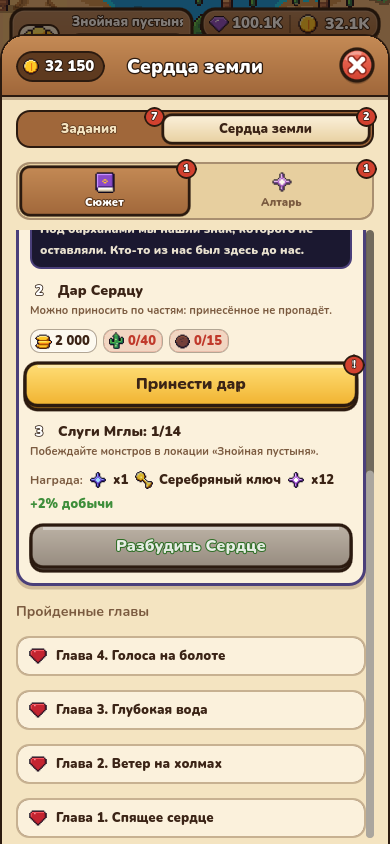 Знойная пустынь
100.1K
32.1K
32 150
Сердца земли
Задания
7
Сердца земли
2
Сюжет
1
Алтарь
1
Под барханами мы нашли знак, которого не
оставляли. Кто-то из нас был здесь до нас.
2 Дар Сердцу
Можно приносить по частям: принесённое не пропадёт.
2 000 0/40 0/15
Принести дар
!
3 Слуги Мглы: 1/14
Побеждайте монстров в локации «Знойная пустыня».
Награда: x1 Серебряный ключ x12
+2% добычи
Разбудить Сердце
Пройденные главы
Глава 4. Голоса на болоте
Глава 3. Глубокая вода
Глава 2. Ветер на холмах
Глава 1. Спящее сердце